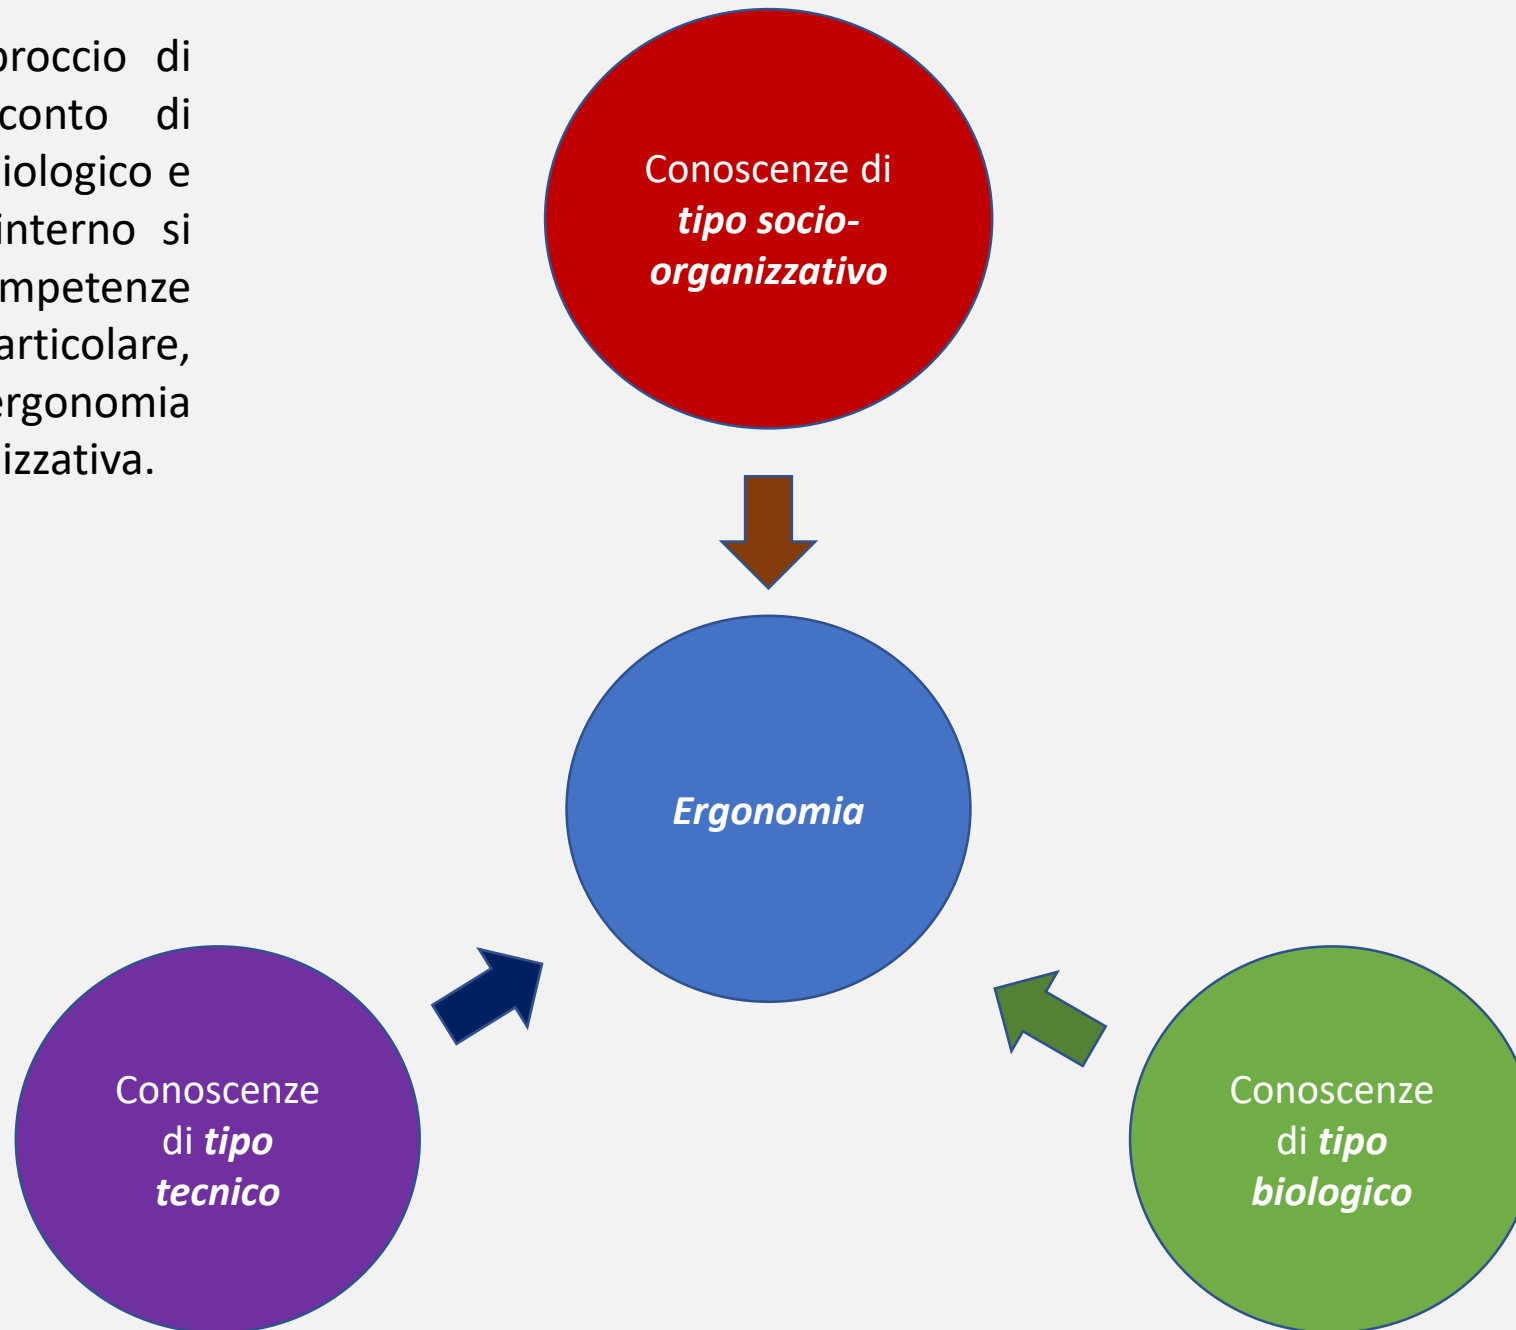 proccio di
conto di
iologico e
interno si
mpetenze
articolare,
ergonomia
izzativa.
Conoscenze di
tipo socio-
organizzativo
Ergonomia
Conoscenze
di tipo
tecnico
Conoscenze
di tipo
biologico